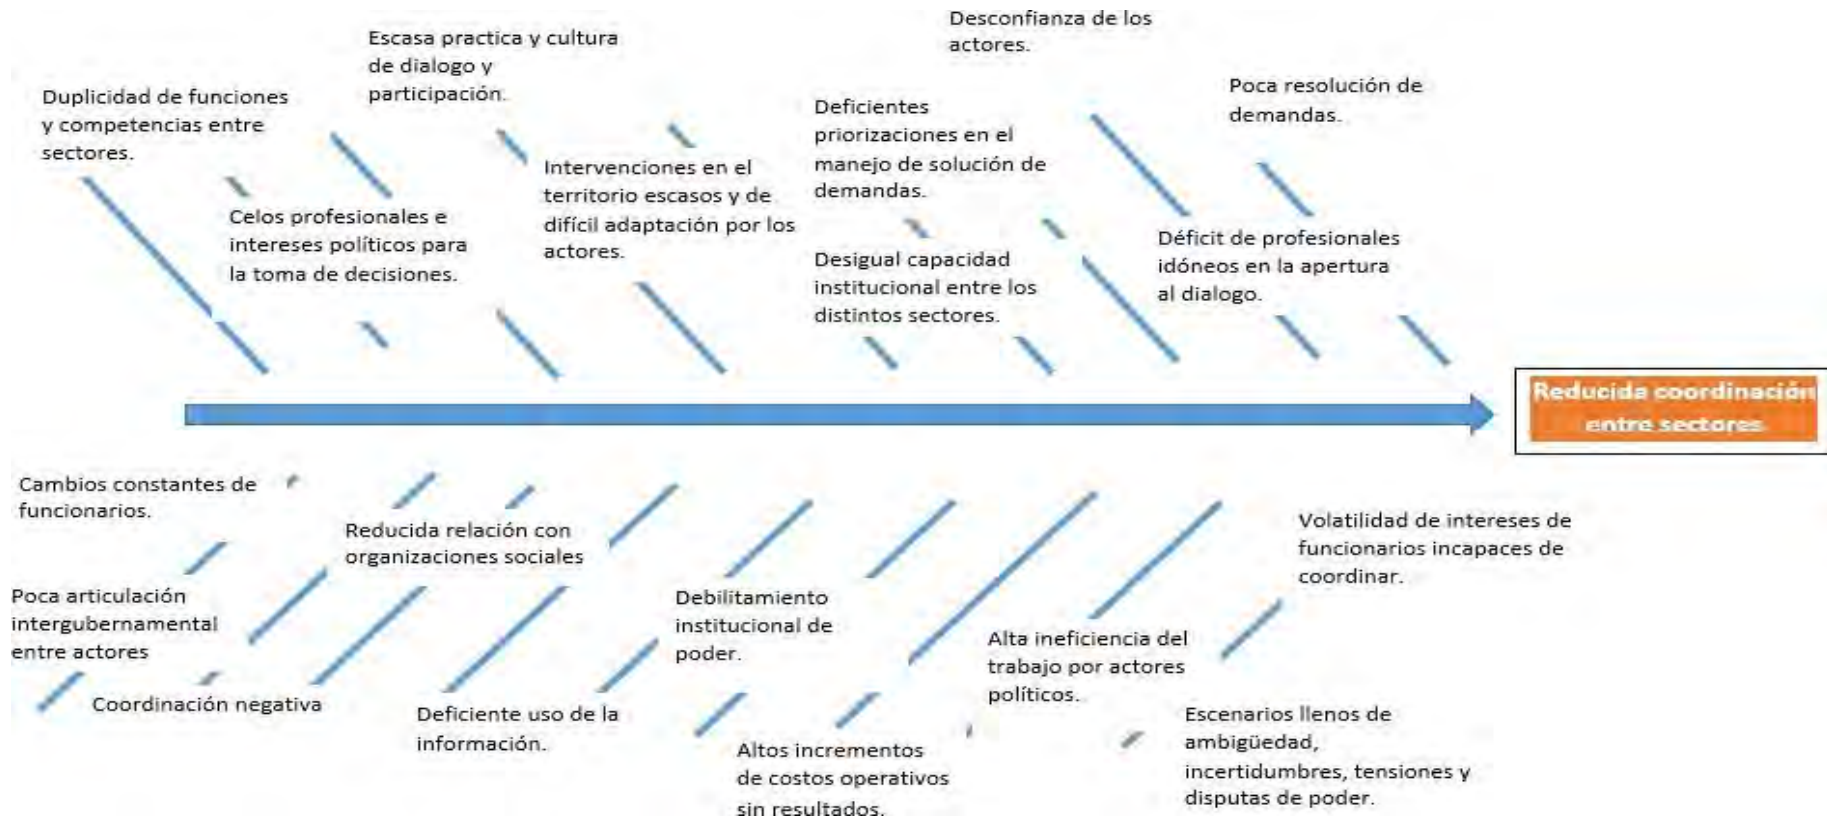 Duplicidad de funciones
y competencias entre
sectores.
Escasa practica y cultura
de dialogo y
participación.
Celos profesionales e
intereses políticos para
la toma de decisiones.
Intervenciones en el
territorio escasos y de
difícil adaptación por los
actores.
Deficientes
priorizaciones en el
manejo de solución de
demandas.
Desconfianza de los
actores.
Desigual capacidad
institucional entre los
distintos sectores.
Poca resolución de
demandas.
Déficit de profesionales
idóneos en la apertura
al dialogo.
Reducida coordinación
entre sectores
Cambios constantes de
funcionarios.
Poca articulación
intergubernamental
entre actores
Coordinación negativa
Reducida relación con
organizaciones sociales
Deficiente uso de la
información.
Debilitamiento
institucional de
poder.
Altos incrementos
de costos operativos
sin resultados.
Alta ineficiencia del
trabajo por actores
políticos.
Volatilidad de intereses de
funcionarios incapaces de
coordinar.
Escenarios llenos de
ambigüedad,
incertidumbres, tensiones y
disputas de poder.